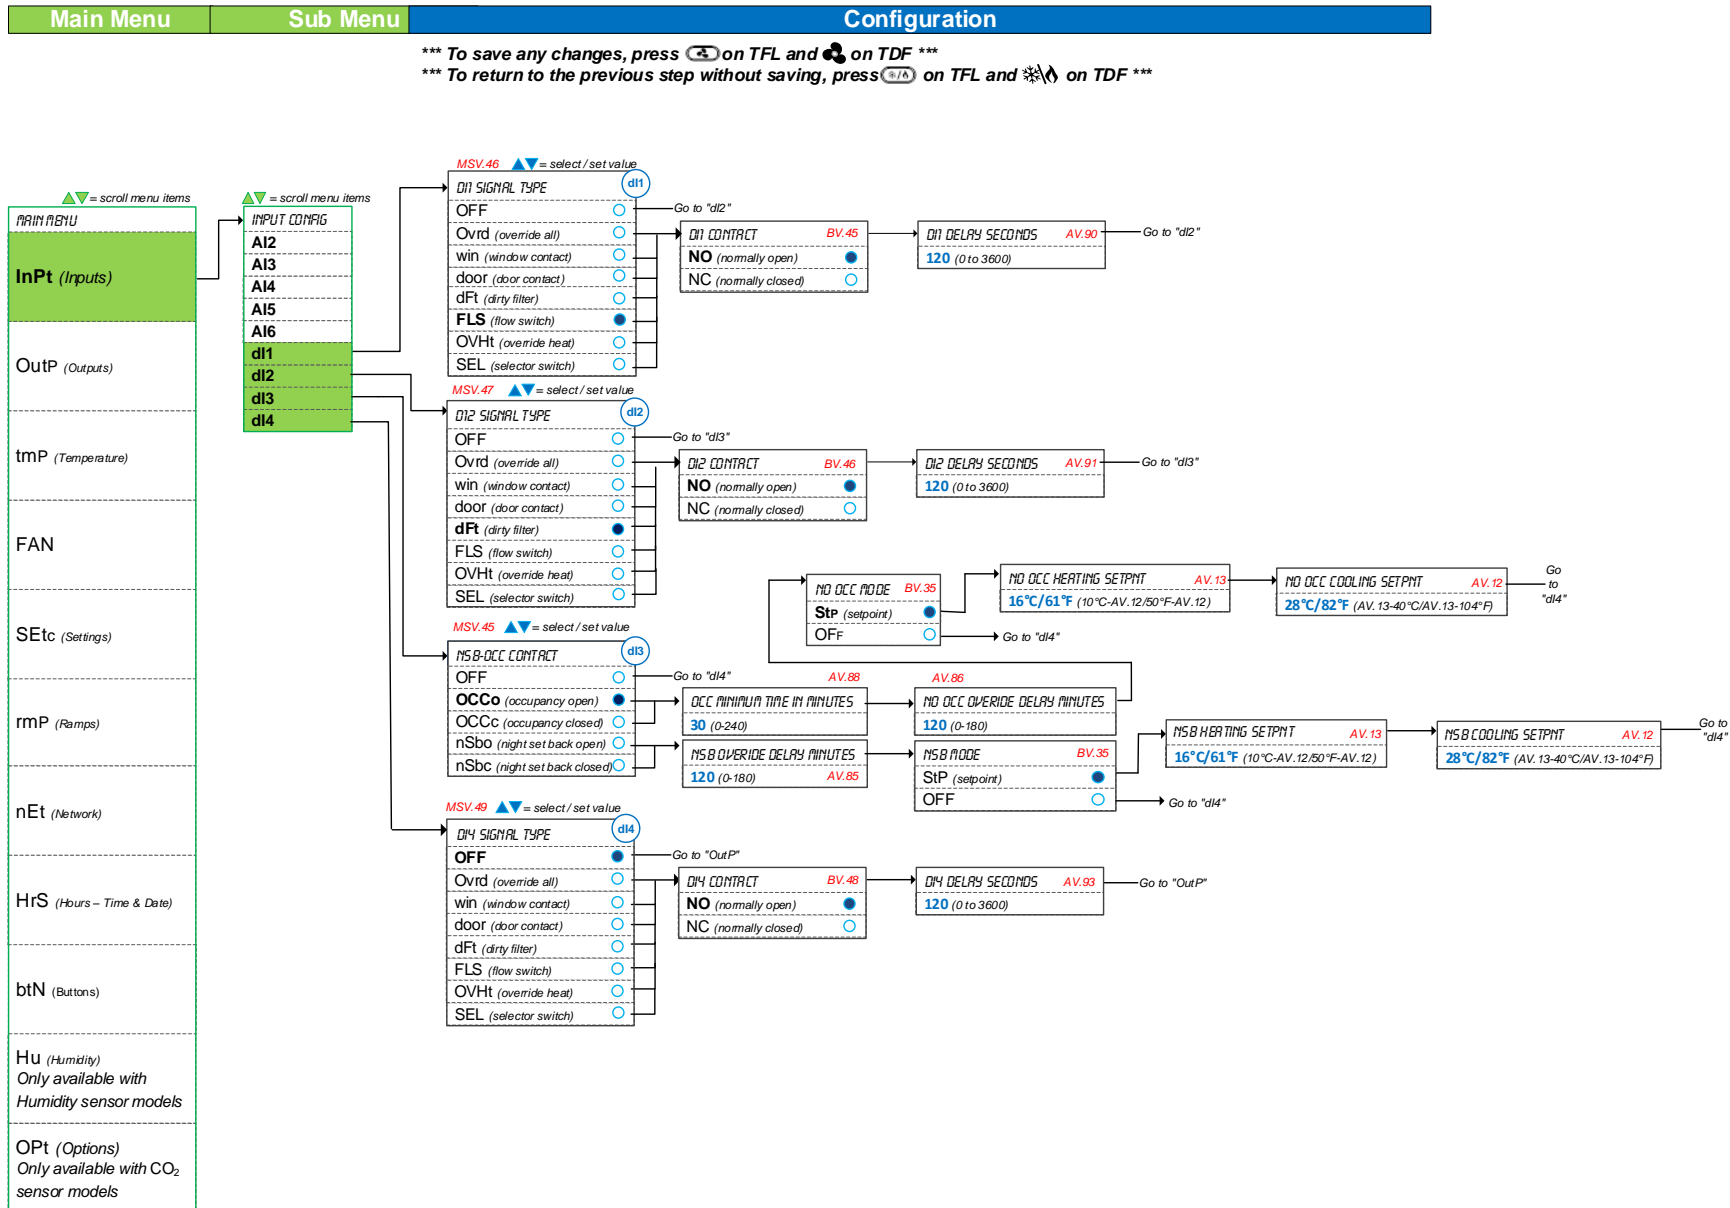 Main Menu
Sub Menu
Configuration
*** To save any changes, press on TFL and on TDF ***
*** To return to the previous step without saving, press on TFL and on TDF ***
▲▼ = scroll menu items
MAIN MENU
InPt (Inputs)
OutP (Outputs)
tmP (Temperature)
FAN
SEtc (Settings)
rmP (Ramps)
nEt (Network)
HrS (Hours – Time & Date)
btN (Buttons)
Hu (Humidity)
Only available with
Humidity sensor models
OPt (Options)
Only available with CO₂
sensor models
▲▼ = scroll menu items
INPUT CONFIG
AI2
AI3
AI4
AI5
AI6
dI1
dI2
dI3
dI4
MSV.46 ▲▼ = select / set value
DI1 SIGNAL TYPE
dI1
OFF
Go to "dI2"
Ovrd (override all)
win (window contact)
door (door contact)
dFt (dirty filter)
FLS (flow switch)
OVHt (override heat)
SEL (selector switch)
DI1 CONTACT BV.45
NO (normally open)
NC (normally closed)
DI1 DELAY SECONDS AV.90
120 (0 to 3600)
Go to "dI2"
MSV.47 ▲▼ = select / set value
DI2 SIGNAL TYPE
dI2
OFF
Go to "dI3"
Ovrd (override all)
win (window contact)
door (door contact)
dFt (dirty filter)
FLS (flow switch)
OVHt (override heat)
SEL (selector switch)
DI2 CONTACT BV.46
NO (normally open)
NC (normally closed)
DI2 DELAY SECONDS AV.91
120 (0 to 3600)
Go to "dI3"
MSV.45 ▲▼ = select / set value
NSB-OCC CONTACT
dI3
OFF
Go to "dI4"
OCCo (occupancy open)
OCCc (occupancy closed)
nSbo (night set back open)
nSbc (night set back closed)
AV.88
OCC MINIMUM TIME IN MINUTES
30 (0-240)
AV.86
NO OCC OVERIDE DELAY MINUTES
120 (0-180)
NO OCC MODE BV.35
StP (setpoint)
OFF
Go to "dI4"
NO OCC HEATING SETPNT AV.13
16°C/61°F (10°C-AV.12/50°F-AV.12)
NO OCC COOLING SETPNT AV.12
28°C/82°F (AV.13-40°C/AV.13-104°F)
Go
to
"dI4"
NSB OVERIDE DELAY MINUTES
120 (0-180) AV.85
NSB MODE BV.35
StP (setpoint)
OFF
Go to "dI4"
NSB HEATING SETPNT AV.13
16°C/61°F (10°C-AV.12/50°F-AV.12)
NSB COOLING SETPNT AV.12
28°C/82°F (AV.13-40°C/AV.13-104°F)
Go to
"dI4"
MSV.49 ▲▼ = select / set value
DI4 SIGNAL TYPE
dI4
OFF
Go to "OutP"
Ovrd (override all)
win (window contact)
door (door contact)
dFt (dirty filter)
FLS (flow switch)
OVHt (override heat)
SEL (selector switch)
DI4 CONTACT BV.48
NO (normally open)
NC (normally closed)
DI4 DELAY SECONDS AV.93
120 (0 to 3600)
Go to "OutP"